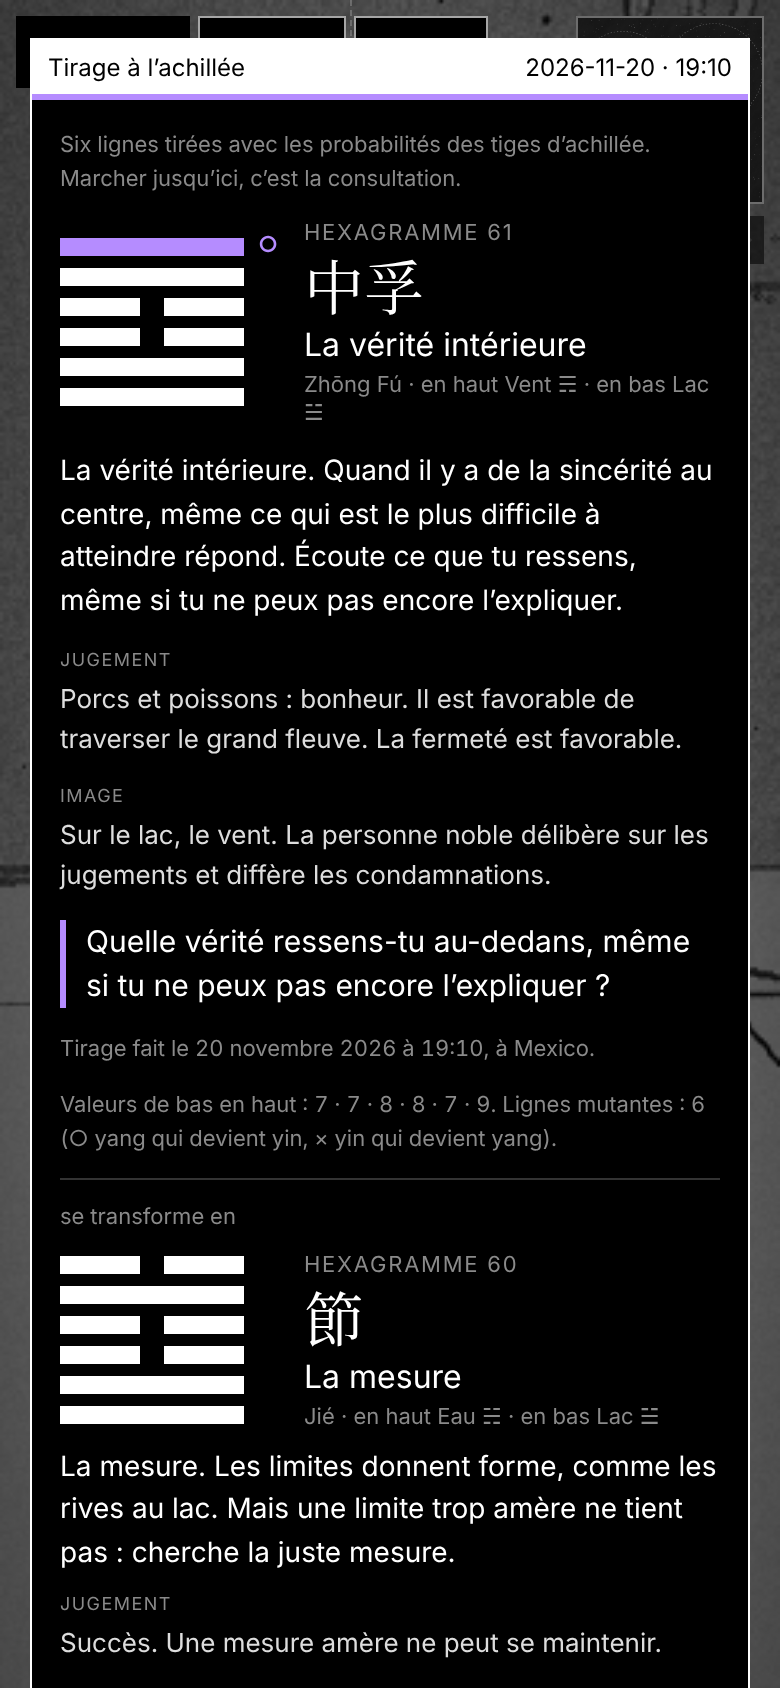 Tirage à l’achillée
2026-11-20 · 19:10
Six lignes tirées avec les probabilités des tiges d’achillée.
Marcher jusqu’ici, c’est la consultation.
HEXAGRAMME 61
中孚
La vérité intérieure
Zhōng Fú · en haut Vent ☴ · en bas Lac
☱
La vérité intérieure. Quand il y a de la sincérité au
centre, même ce qui est le plus difficile à
atteindre répond. Écoute ce que tu ressens,
même si tu ne peux pas encore l’expliquer.
JUGEMENT
Porcs et poissons : bonheur. Il est favorable de
traverser le grand fleuve. La fermeté est favorable.
IMAGE
Sur le lac, le vent. La personne noble délibère sur les
jugements et diffère les condamnations.
Quelle vérité ressens-tu au-dedans, même
si tu ne peux pas encore l’expliquer ?
Tirage fait le 20 novembre 2026 à 19:10, à Mexico.
Valeurs de bas en haut : 7 · 7 · 8 · 8 · 7 · 9. Lignes mutantes : 6
(○ yang qui devient yin, × yin qui devient yang).
se transforme en
HEXAGRAMME 60
節
La mesure
Jié · en haut Eau ☵ · en bas Lac ☱
La mesure. Les limites donnent forme, comme les
rives au lac. Mais une limite trop amère ne tient
pas : cherche la juste mesure.
JUGEMENT
Succès. Une mesure amère ne peut se maintenir.